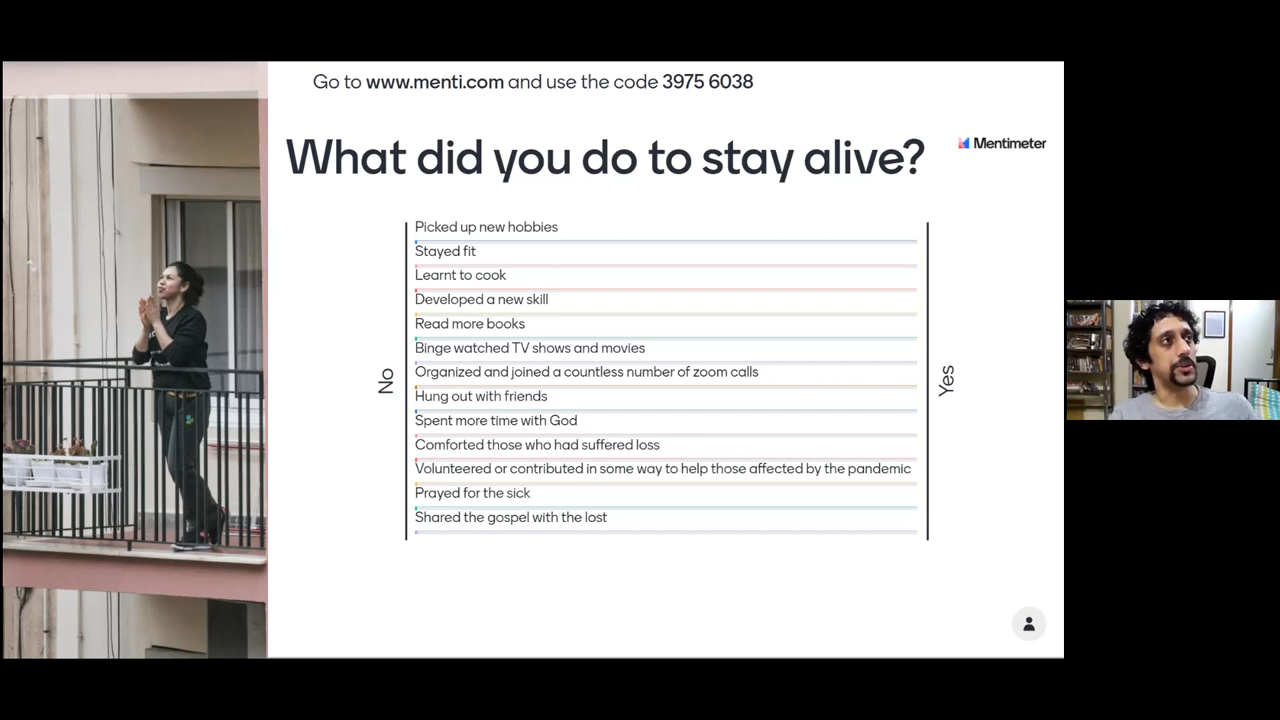 Go to www.menti.com and use the code 3975 6038
What did you do to stay alive?
Mentimeter
Picked up new hobbies
Stayed fit
Learnt to cook
Developed a new skill
Read more books
Binge watched TV shows and movies
Organized and joined a countless number of zoom calls
Hung out with friends
Spent more time with God
Comforted those who had suffered loss
Volunteered or contributed in some way to help those affected by the pandemic
Prayed for the sick
Shared the gospel with the lost
No
Yes